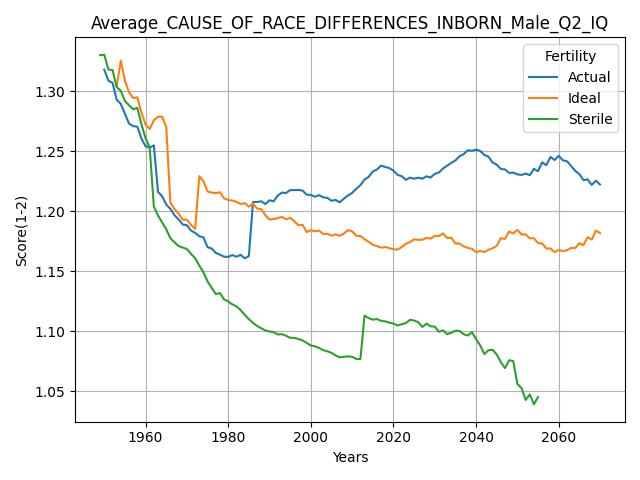 Average_CAUSE_OF_RACE_DIFFERENCES_INBORN_Male_Q2_IQ
Fertility
Actual
Ideal
Sterile
Score(1-2)
1.30
1.25
1.20
1.15
1.10
1.05
1960
1980
2000
2020
2040
2060
Years